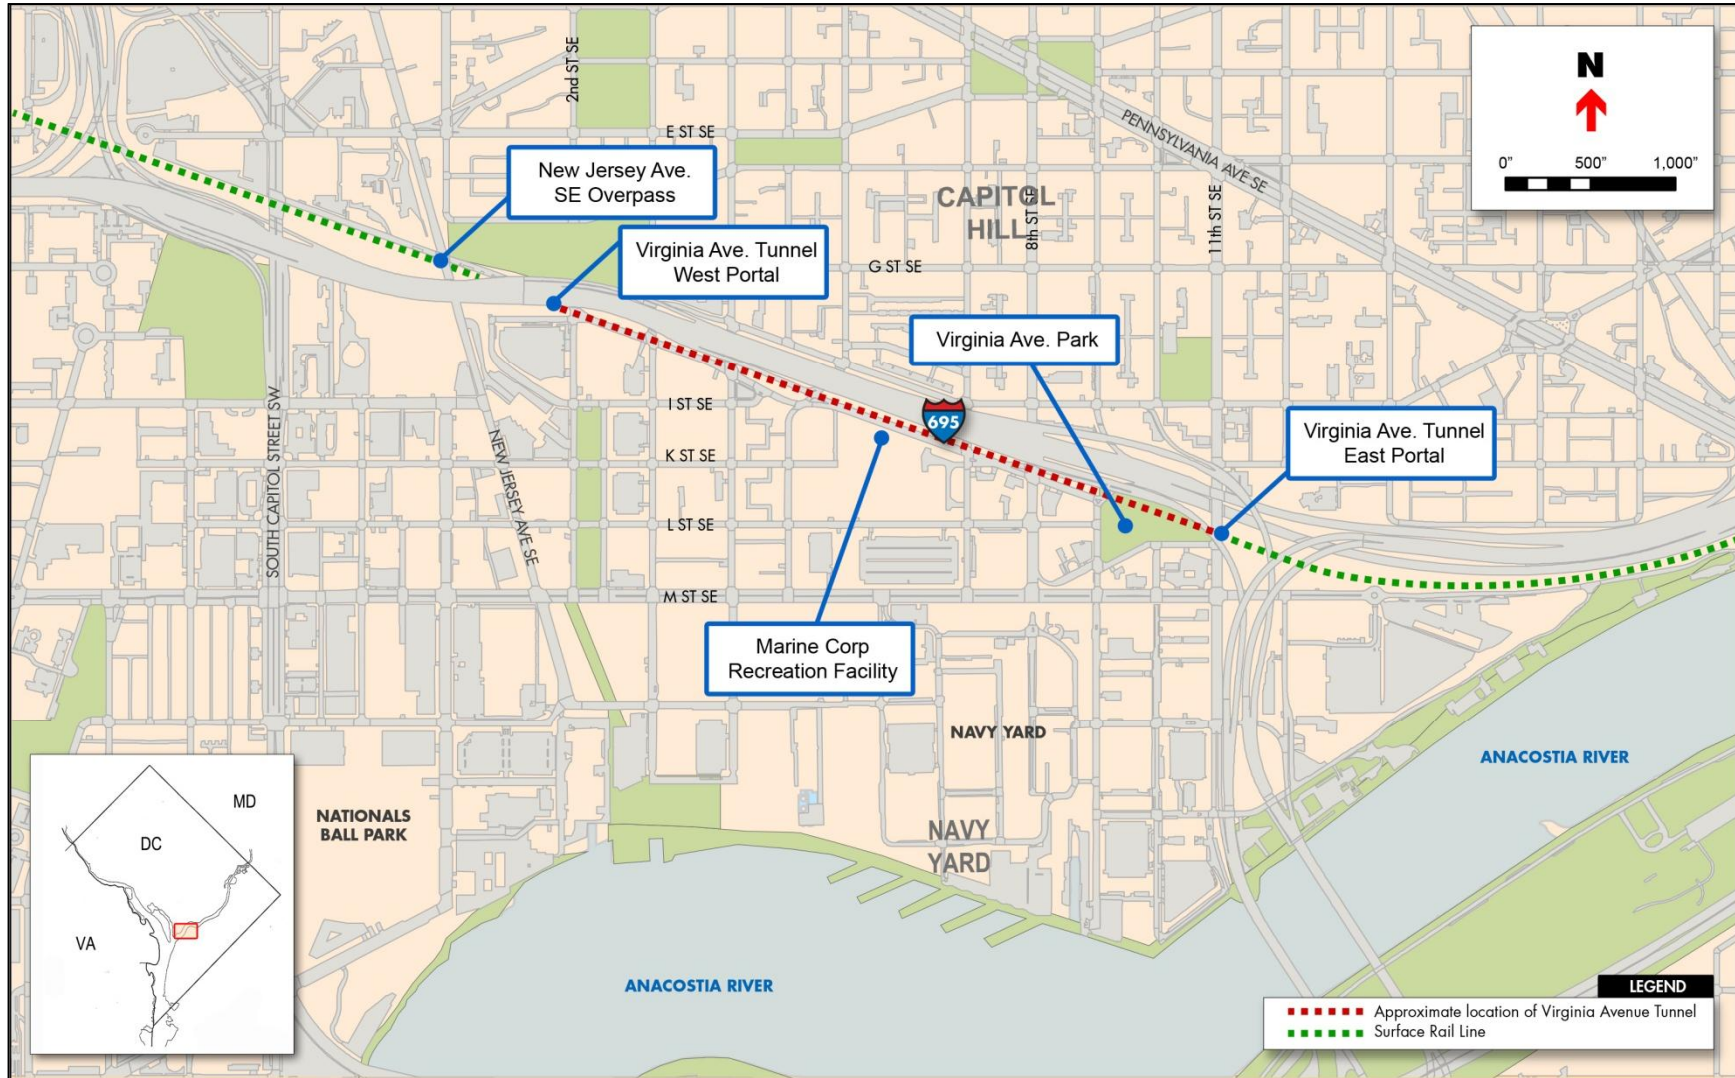 2nd ST SE
E ST SE
PENNSYLVANIA AVE SE
N
0" 500" 1,000"
New Jersey Ave.
SE Overpass
Virginia Ave. Tunnel
West Portal
CAPITOL
HILL
8th ST SE
11th ST SE
G ST SE
Virginia Ave. Park
695
Virginia Ave. Tunnel
East Portal
SOUTH CAPITOL STREET SW
NEW JERSEY AVE SE
I ST SE
K ST SE
L ST SE
M ST SE
Marine Corp
Recreation Facility
NAVY YARD
ANACOSTIA RIVER
NATIONALS
BALL PARK
NAVY
YARD
MD
DC
VA
ANACOSTIA RIVER
LEGEND
Approximate location of Virginia Avenue Tunnel
Surface Rail Line